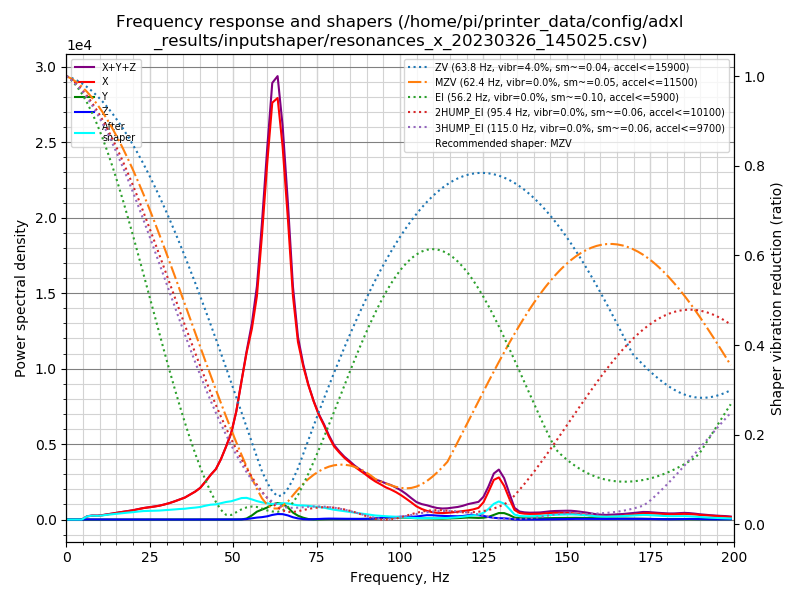 Frequency response and shapers (/home/pi/printer_data/config/adxl
_results/inputshaper/resonances_x_20230326_145025.csv)
1e4
X+Y+Z
X
Y
Z
After
shaper
ZV (63.8 Hz, vibr=4.0%, sm~=0.04, accel<=15900)
MZV (62.4 Hz, vibr=0.0%, sm~=0.05, accel<=11500)
EI (56.2 Hz, vibr=0.0%, sm~=0.10, accel<=5900)
2HUMP_EI (95.4 Hz, vibr=0.0%, sm~=0.06, accel<=10100)
3HUMP_EI (115.0 Hz, vibr=0.0%, sm~=0.06, accel<=9700)
Recommended shaper: MZV
3.0
2.5
2.0
1.5
1.0
0.5
0.0
Power spectral density
1.0
0.8
0.6
0.4
0.2
0.0
Shaper vibration reduction (ratio)
0 25 50 75 100 125 150 175 200
Frequency, Hz